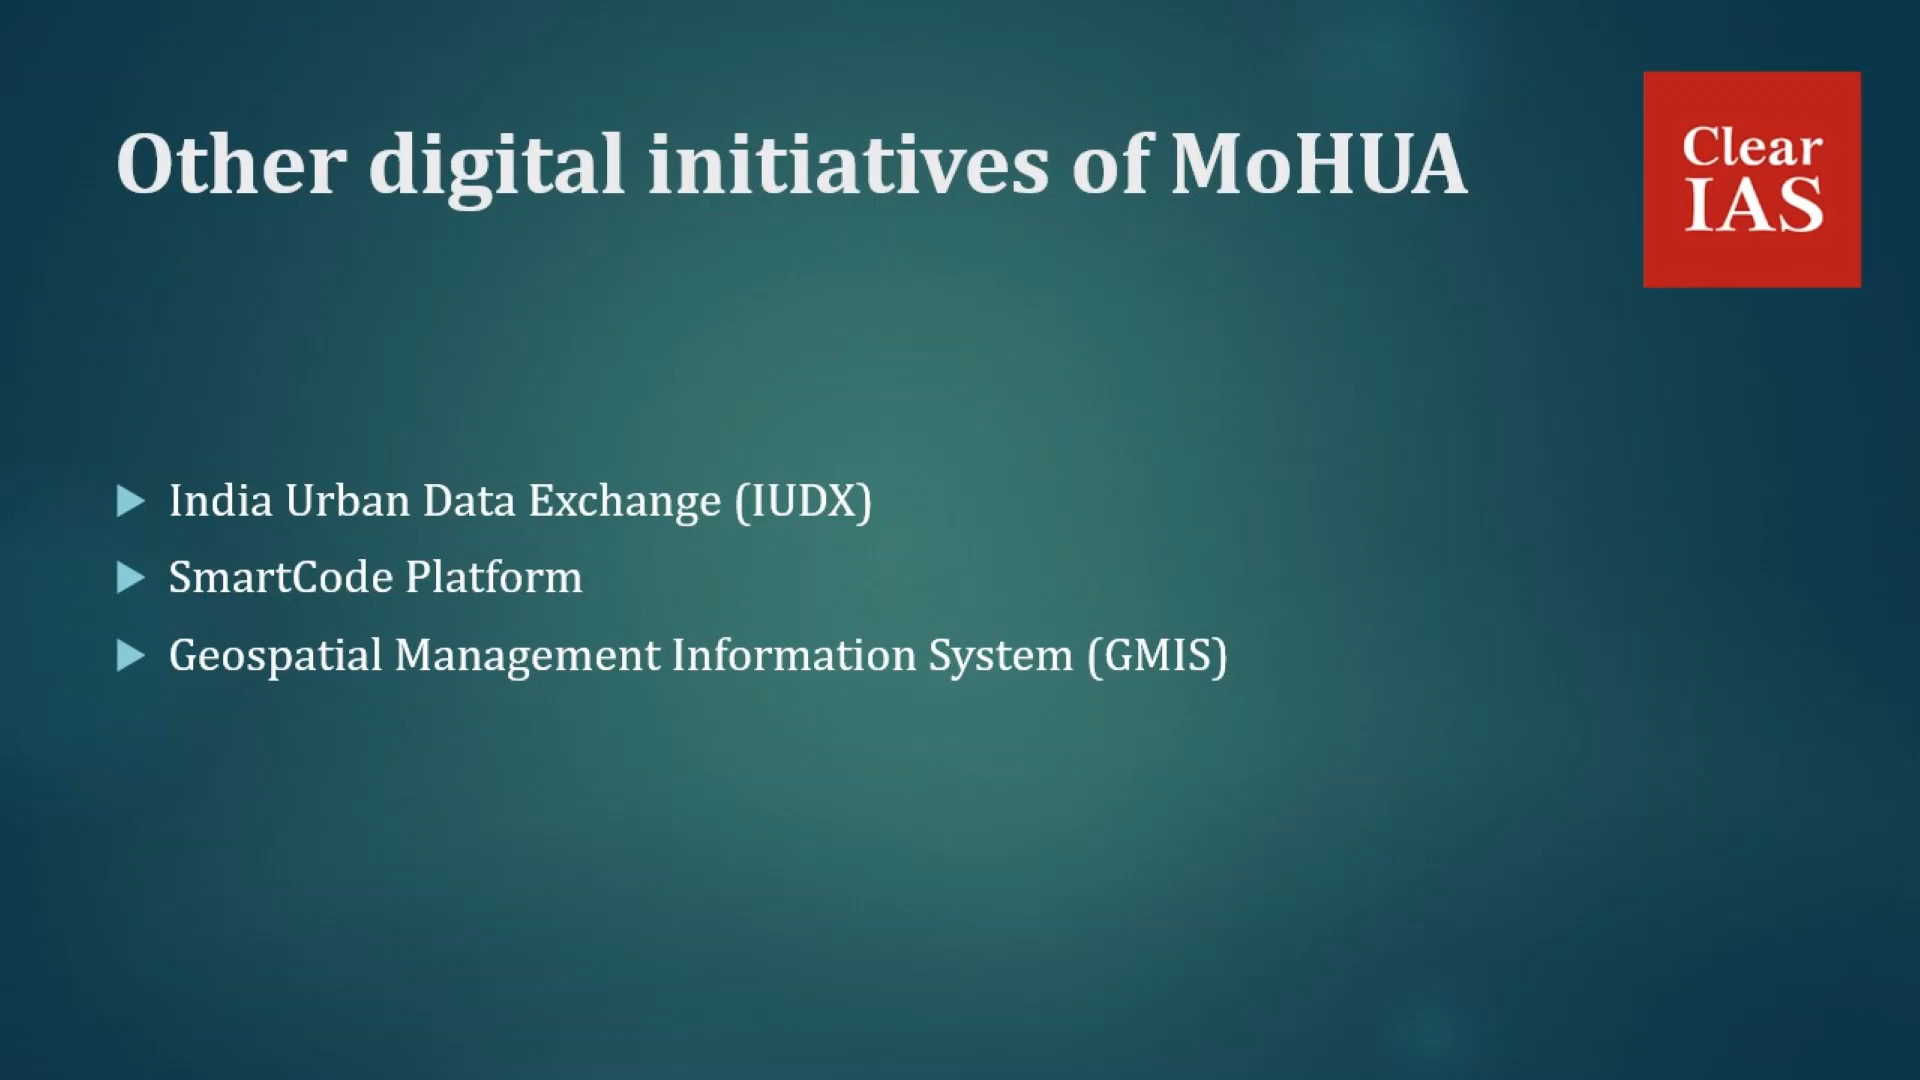 Other digital initiatives of MoHUA
Clear
IAS
India Urban Data Exchange (IUDX)
SmartCode Platform
Geospatial Management Information System (GMIS)